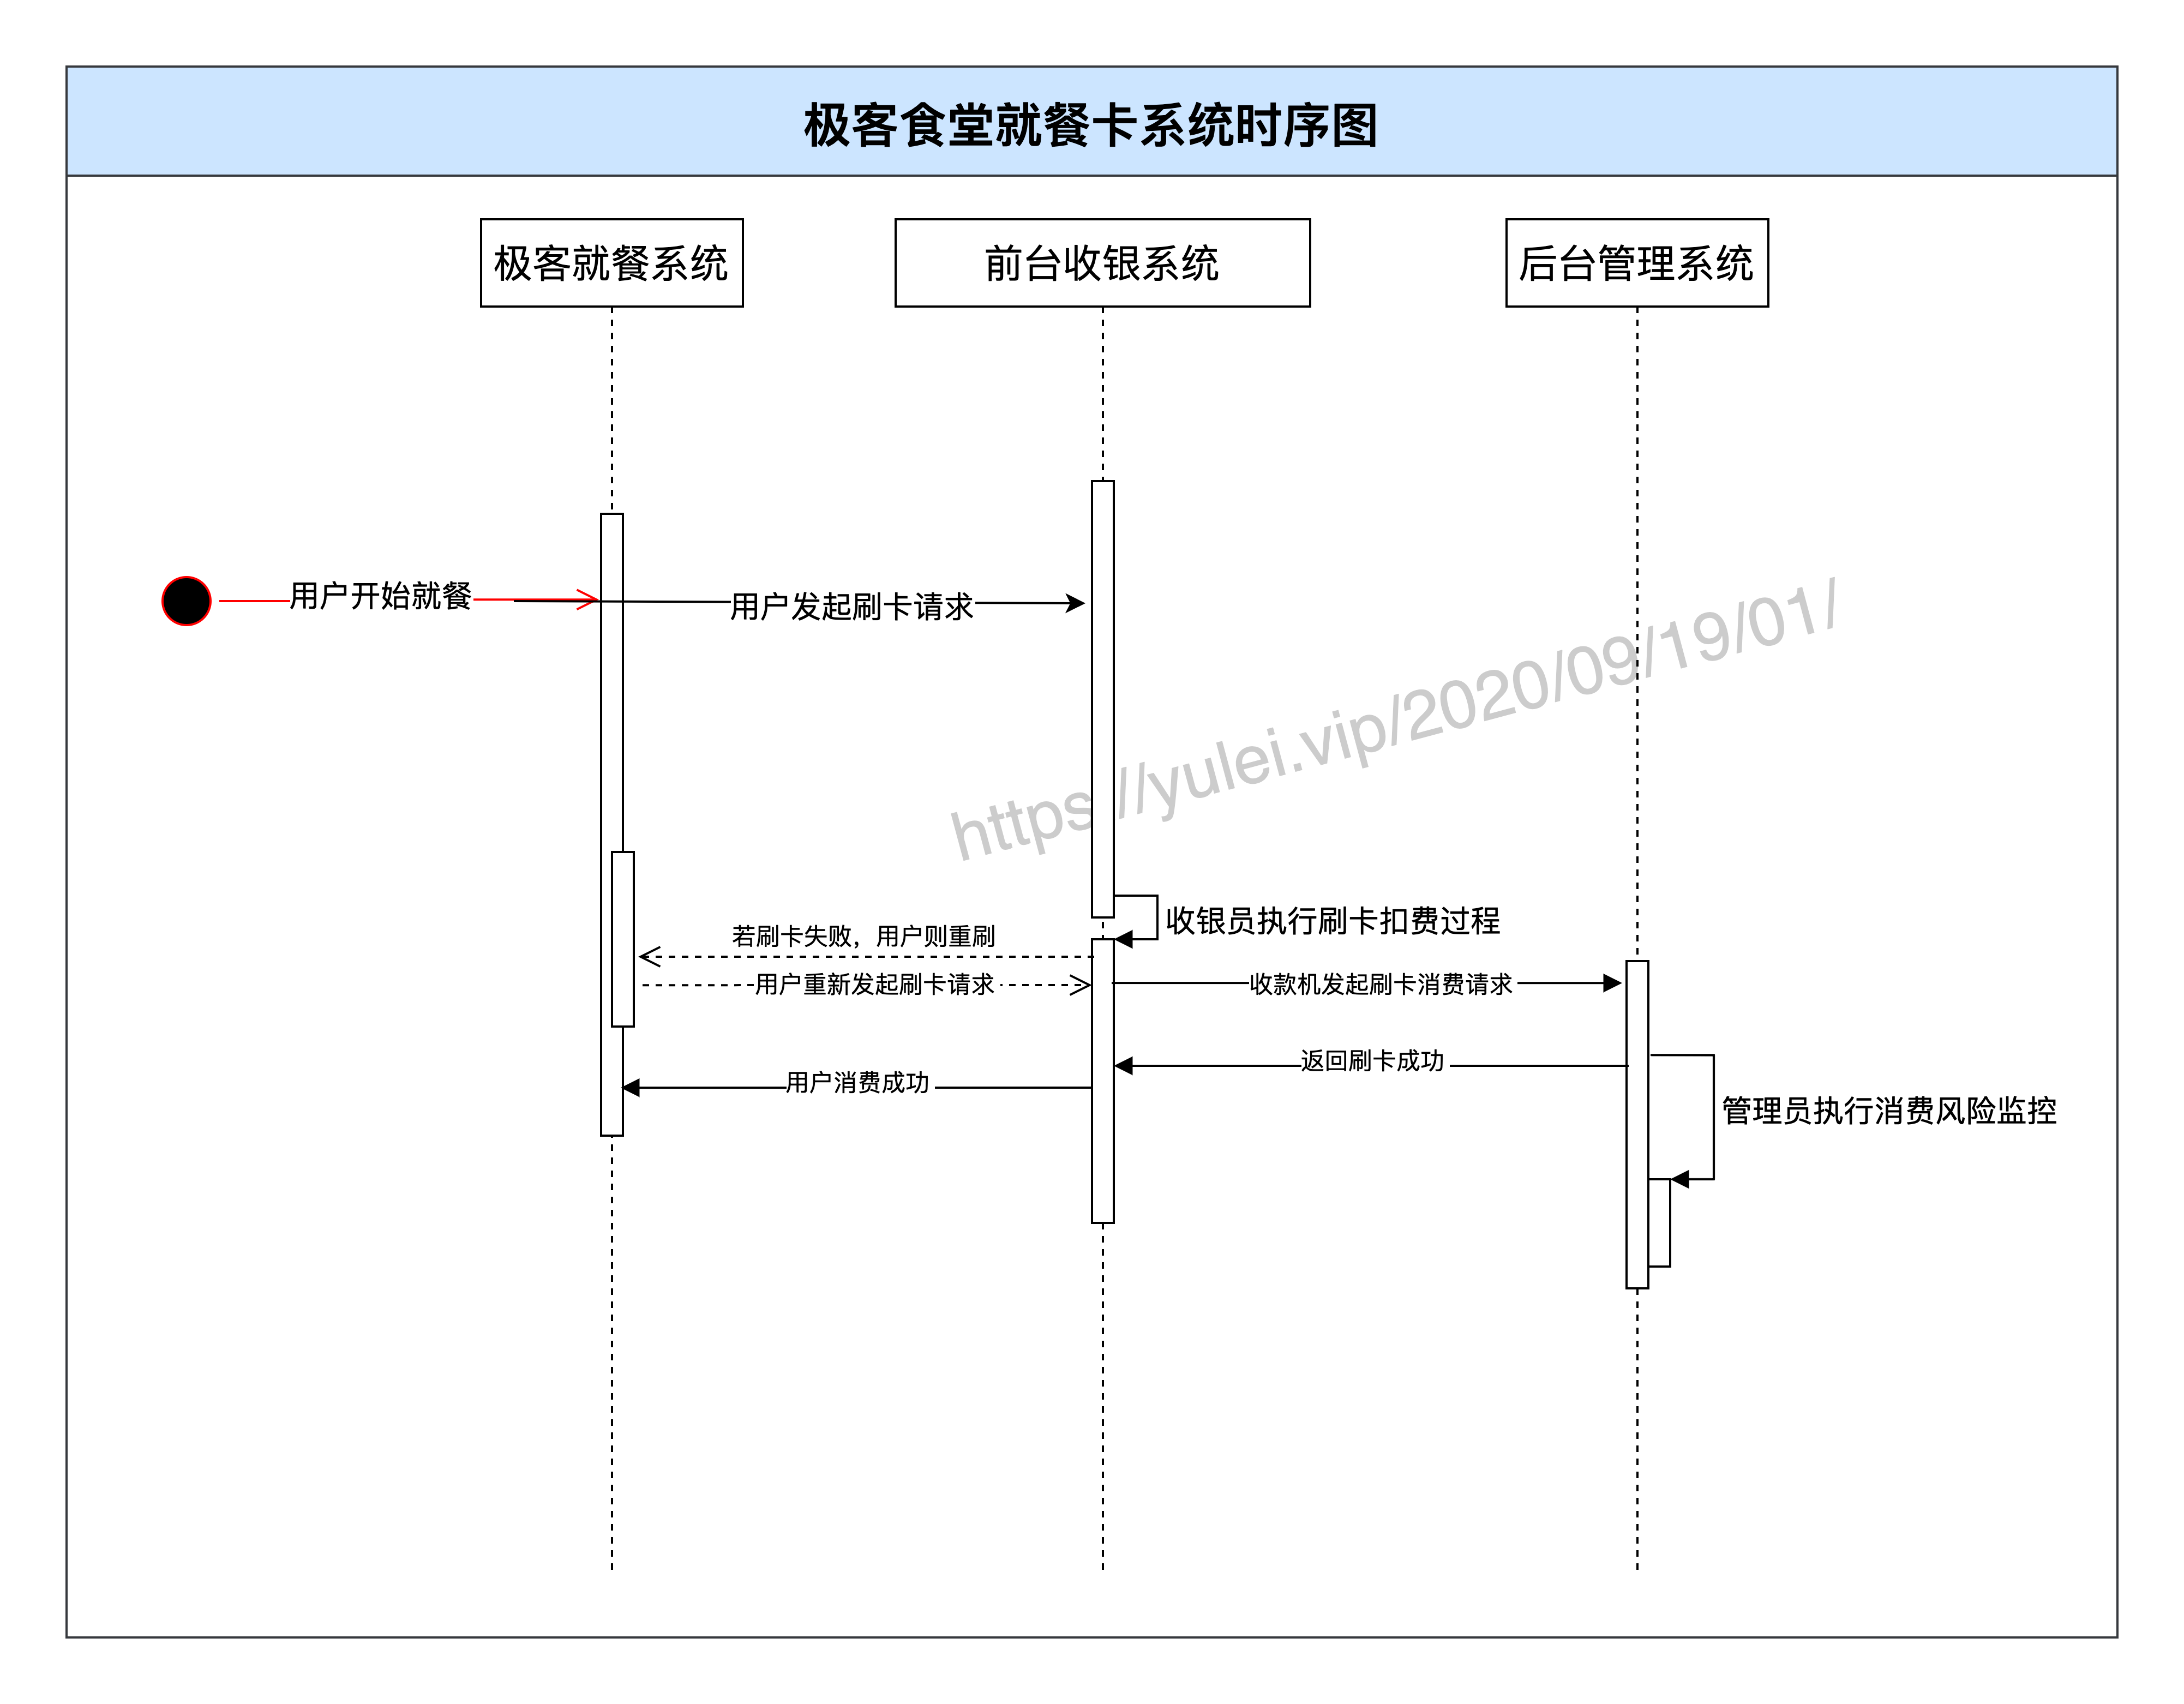 极客食堂就餐卡系统时序图
极客就餐系统
前台收银系统
后台管理系统
用户开始就餐
用户发起刷卡请求
https //yulei.vip/2020/09/19/01/
收银员执行刷卡扣费过程
若刷卡失败，用户则重刷
用户重新发起刷卡请求
收款机发起刷卡消费请求
返回刷卡成功
用户消费成功
管理员执行消费风险监控